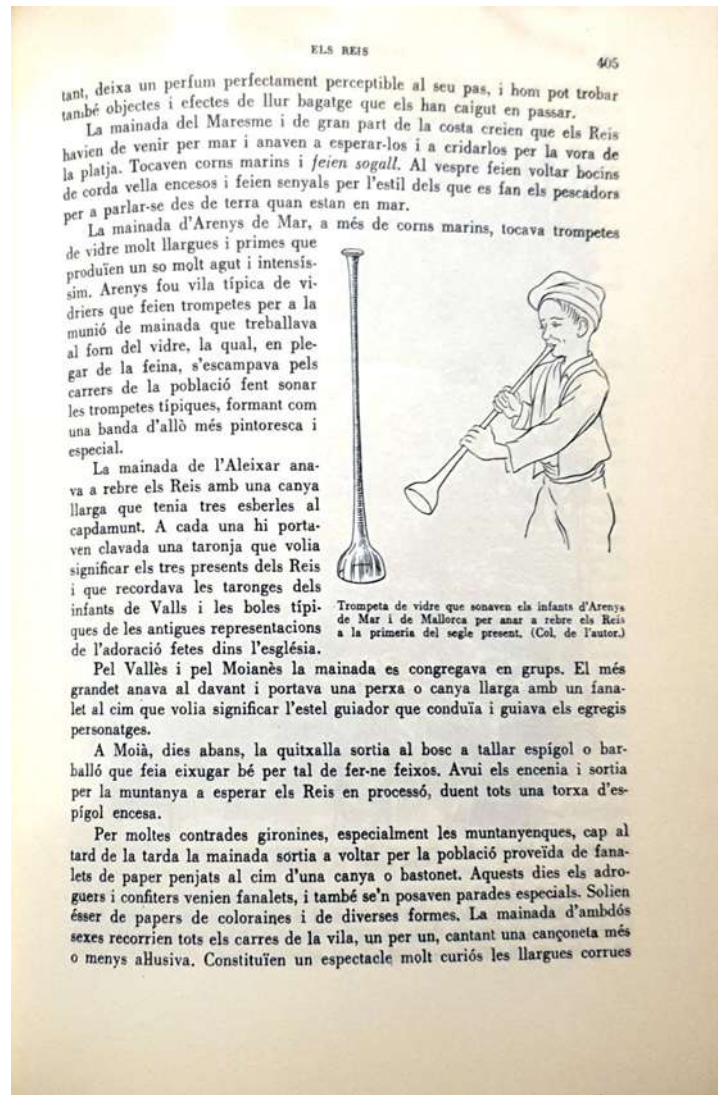 ELS REIS
405
tant, deixa un perfum perfectament perceptible al seu pas, i hom pot trobar
també objectes i efectes de llur bagatge que els han caigut en passar.
La mainada del Maresme i de gran part de la costa creien que els Reis
havien de venir per mar i anaven a esperar-los i a cridarlos per la vora de
la platja. Tocaven corns marins i feien sogall. Al vespre feien voltar bocins
de corda vella encesos i feien senyals per l'estil dels que es fan els pescadors
per a parlar-se des de terra quan estan en mar.
La mainada d'Arenys de Mar, a més de corns marins, tocava trompetes
de vidre molt llargues i primes que
produïen un so molt agut i intensís-
sim. Arenys fou vila típica de vi-
driers que feien trompetes per a la
munió de mainada que treballava
al forn del vidre, la qual, en ple-
gar de la feina, s'escampava pels
carrers de la població fent sonar
les trompetes típiques, formant com
una banda d'allò més pintoresca i
especial.
La mainada de l'Aleixar ana-
va a rebre els Reis amb una canya
llarga que tenia tres esberles al
capdamunt. A cada una hi porta-
ven clavada una taronja que volia
significar els tres presents dels Reis
i que recordava les taronges dels
infants de Valls i les boles típi-
ques de les antigues representacions
de l'adoració fetes dins l'església.
Trompeta de vidre que sonaven els infants d'Arenys
de Mar i de Mallorca per anar a rebre els Reis
a la primeria del segle present. (Col. de l'autor.)
Pel Vallès i pel Moianès la mainada es congregava en grups. El més
grandet anava al davant i portava una perxa o canya llarga amb un fana-
let al cim que volia significar l'estel guiador que conduïa i guiava els egregis
personatges.
A Moià, dies abans, la quitxalla sortia al bosc a tallar espígol o bar-
balló que feia eixugar bé per tal de fer-ne feixos. Avui els encenia i sortia
per la muntanya a esperar els Reis en processó, duent tots una torxa d'es-
pígol encesa.
Per moltes contrades gironines, especialment les muntanyenques, cap al
tard de la tarda la mainada sortia a voltar per la població proveïda de fana-
lets de paper penjats al cim d'una canya o bastonet. Aquests dies els adro-
guers i confiters venien fanalets, i també se'n posaven parades especials. Solien
ésser de papers de coloraines i de diverses formes. La mainada d'ambdós
sexes recorrien tots els carres de la vila, un per un, cantant una cançoneta més
o menys al·lusiva. Constituïen un espectacle molt curiós les llargues corrues